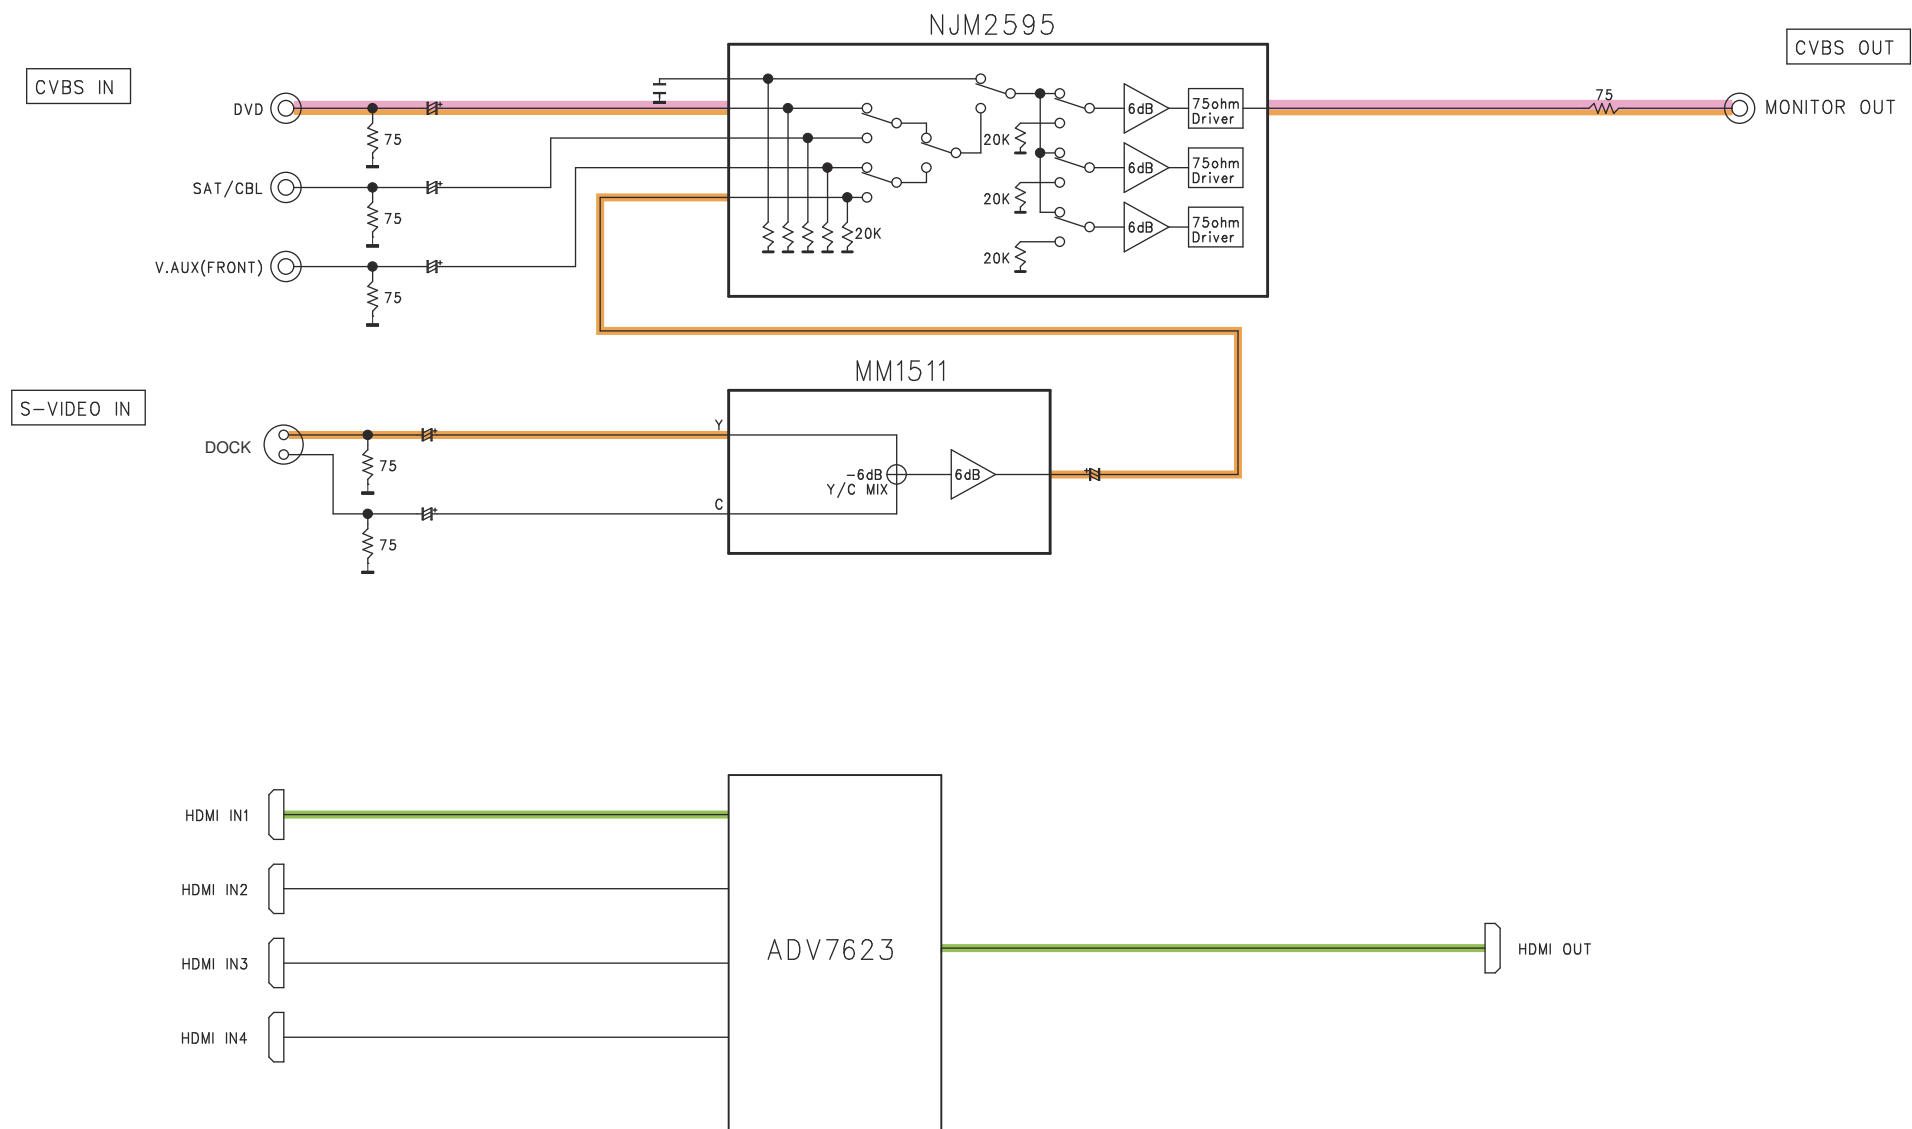 NJM2595
CVBS IN
CVBS OUT
DVD
75
75
MONITOR OUT
SAT/CBL
75
V.AUX(FRONT)
75
20K
20K
20K
20K
6dB
75ohm
Driver
6dB
75ohm
Driver
6dB
75ohm
Driver
MM1511
S-VIDEO IN
DOCK
75
75
Y
C
-6dB
Y/C MIX
6dB
HDMI IN1
HDMI IN2
HDMI IN3
HDMI IN4
ADV7623
HDMI OUT